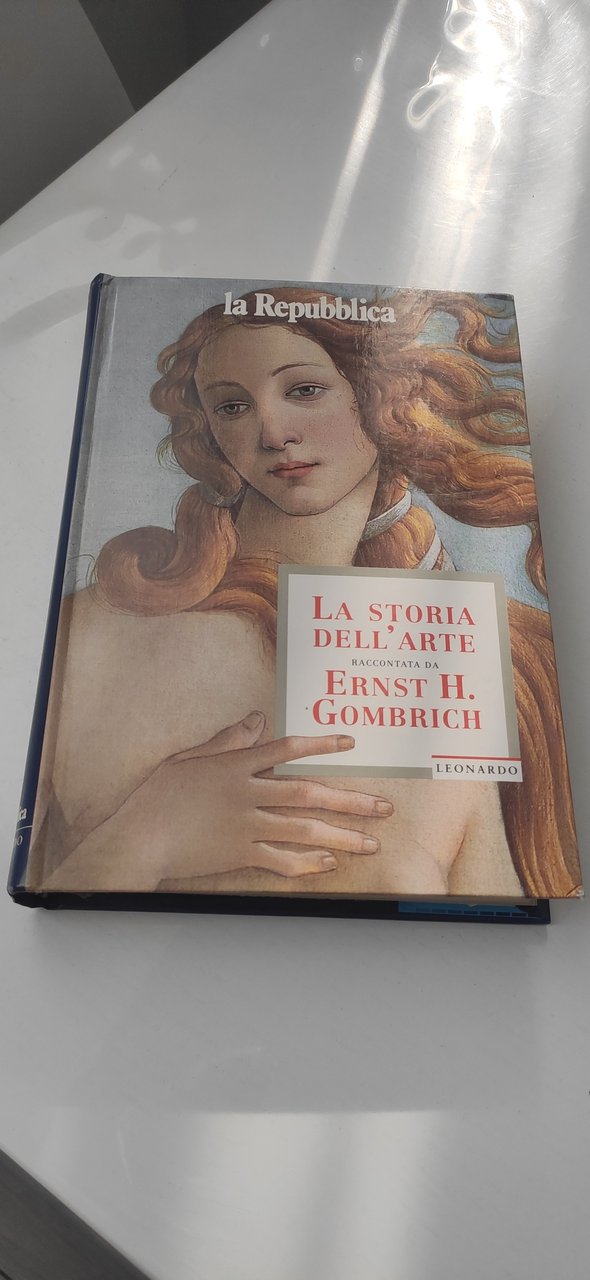 la Repubblica
LA STORIA
DELL'ARTE
RACCONTATA DA
ERNST H.
GOMBRICH
LEONARDO